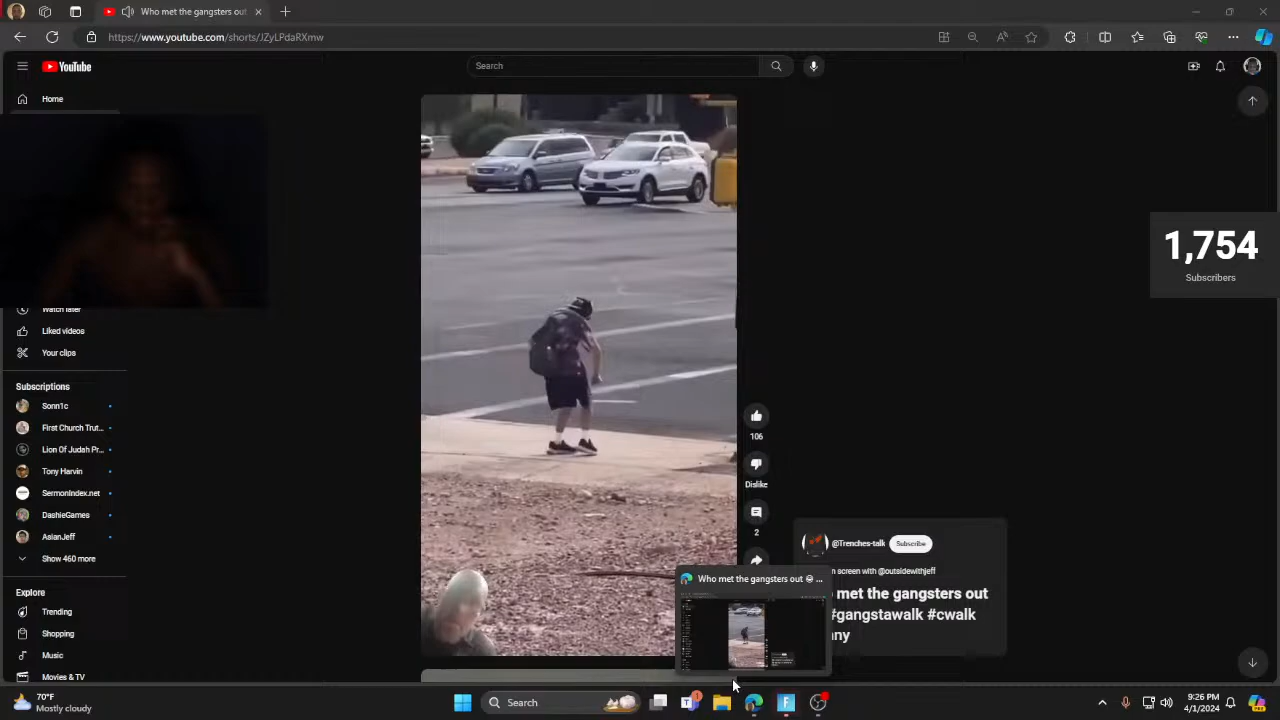 Who met the gangsters out
https://www.youtube.com/shorts/JZyLPdaRXmw
YouTube
Search
Home
1,754
Subscribers
Watch later
Liked videos
Your clips
Subscriptions
Sonn1c
First Church Trut...
Lion Of Judah Pr...
Tony Harvin
SermonIndex.net
DashieGames
AsianJeff
Show 460 more
Explore
Trending
Shopping
Music
Movies & TV
106
Dislike
2
@Trenches-talk
Subscribe
n screen with @outsidewithjeff
met the gangsters out
#gangstawalk #cwalk
ny
Who met the gangsters out 😂 ...
70°F
Mostly cloudy
Search
1
9:26 PM
4/1/2024